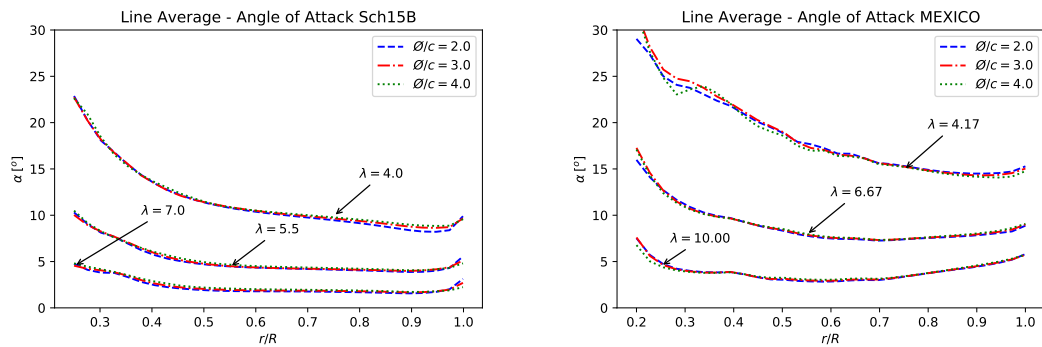 Line Average - Angle of Attack Sch15B
30
25
20
15
10
5
0
α [°]
0.3 0.4 0.5 0.6 0.7 0.8 0.9 1.0
r/R
Ø/c = 2.0
Ø/c = 3.0
Ø/c = 4.0
λ = 4.0
λ = 7.0
λ = 5.5
Line Average - Angle of Attack MEXICO
30
25
20
15
10
5
0
α [°]
0.2 0.3 0.4 0.5 0.6 0.7 0.8 0.9 1.0
r/R
Ø/c = 2.0
Ø/c = 3.0
Ø/c = 4.0
λ = 4.17
λ = 6.67
λ = 10.00